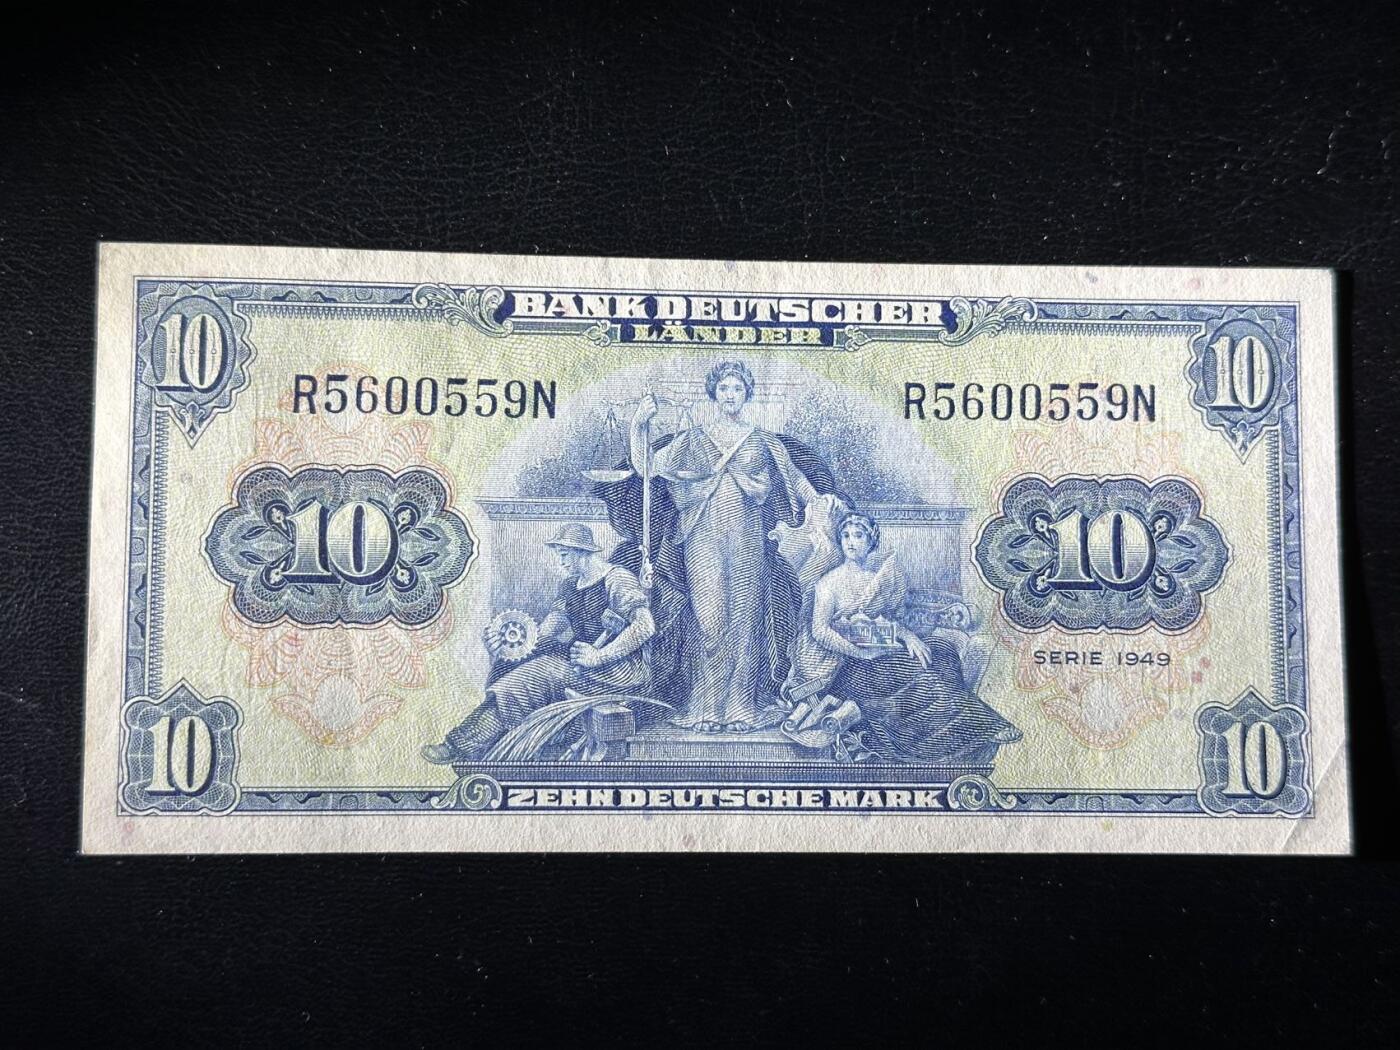 BANK DEUTSCHER
LÄNDER
10 10
R5600559N R5600559N
10 10
SERIE 1949
10 10
ZEHN DEUTSCHE MARK